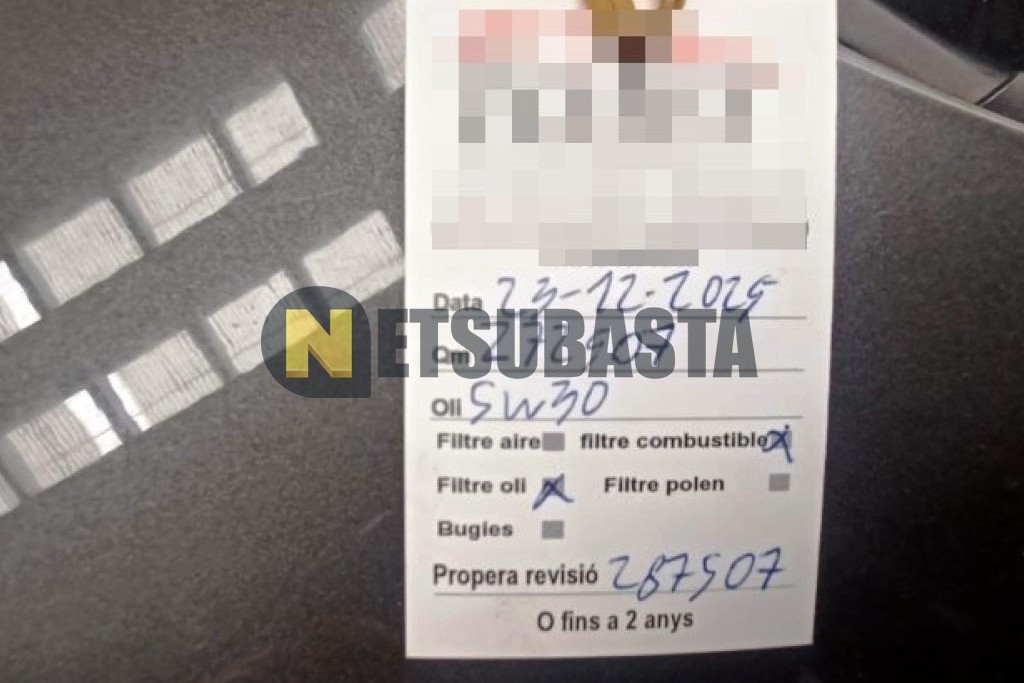 Data 23-12-2025
NETSUBASTA
Qm
Oli 5W30
Filtre aire filtre combustible X
Filtre oli X Filtre polen
Bugies
Propera revisió 287507
O fins a 2 anys